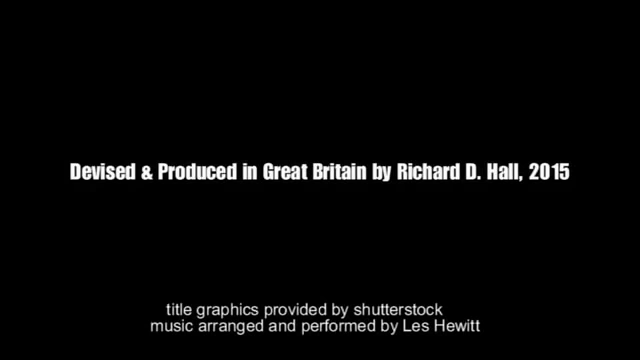 Devised & Produced in Great Britain by Richard D. Hall, 2015
title graphics provided by shutterstock
music arranged and performed by Les Hewitt